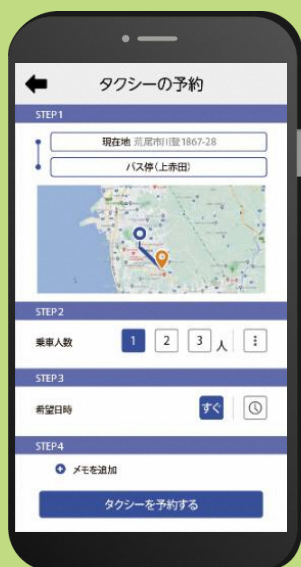 タクシーの予約
STEP1
現在地 荒尾市川登1867-28
バス停（上赤田）
STEP2
乗車人数 1 2 3 人
STEP3
希望日時 すぐ
STEP4
メモを追加
タクシーを予約する